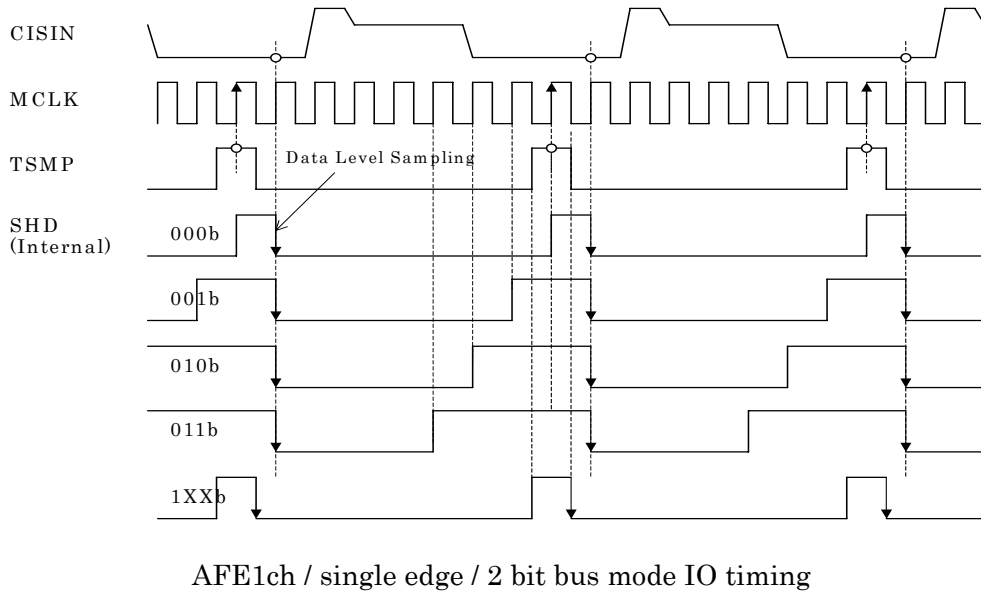 CISIN
MCLK
TSMP
Data Level Sampling
SHD
(Internal)
000b
001b
010b
011b
1XXb
AFE1ch / single edge / 2 bit bus mode IO timing